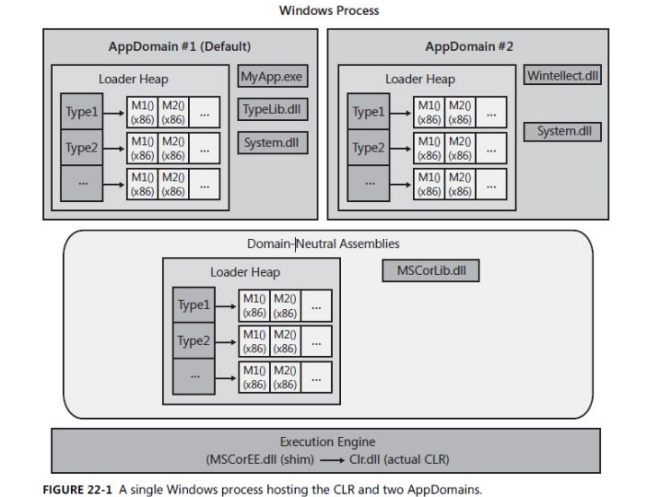 Windows Process
AppDomain #1 (Default)
Loader Heap
MyApp.exe
TypeLib.dll
System.dll
Type1
M1() M2() ...
(x86) (x86)
Type2
M1() M2() ...
(x86) (x86)
...
M1() M2() ...
(x86) (x86)
AppDomain #2
Loader Heap
Wintellect.dll
System.dll
Type1
M1() M2() ...
(x86) (x86)
Type2
M1() M2() ...
(x86) (x86)
...
M1() M2() ...
(x86) (x86)
Domain-Neutral Assemblies
Loader Heap
MSCorLib.dll
Type1
M1() M2() ...
(x86) (x86)
Type2
M1() M2() ...
(x86) (x86)
...
M1() M2() ...
(x86) (x86)
Execution Engine
(MSCorEE.dll (shim) → Clr.dll (actual CLR)
FIGURE 22-1 A single Windows process hosting the CLR and two AppDomains.